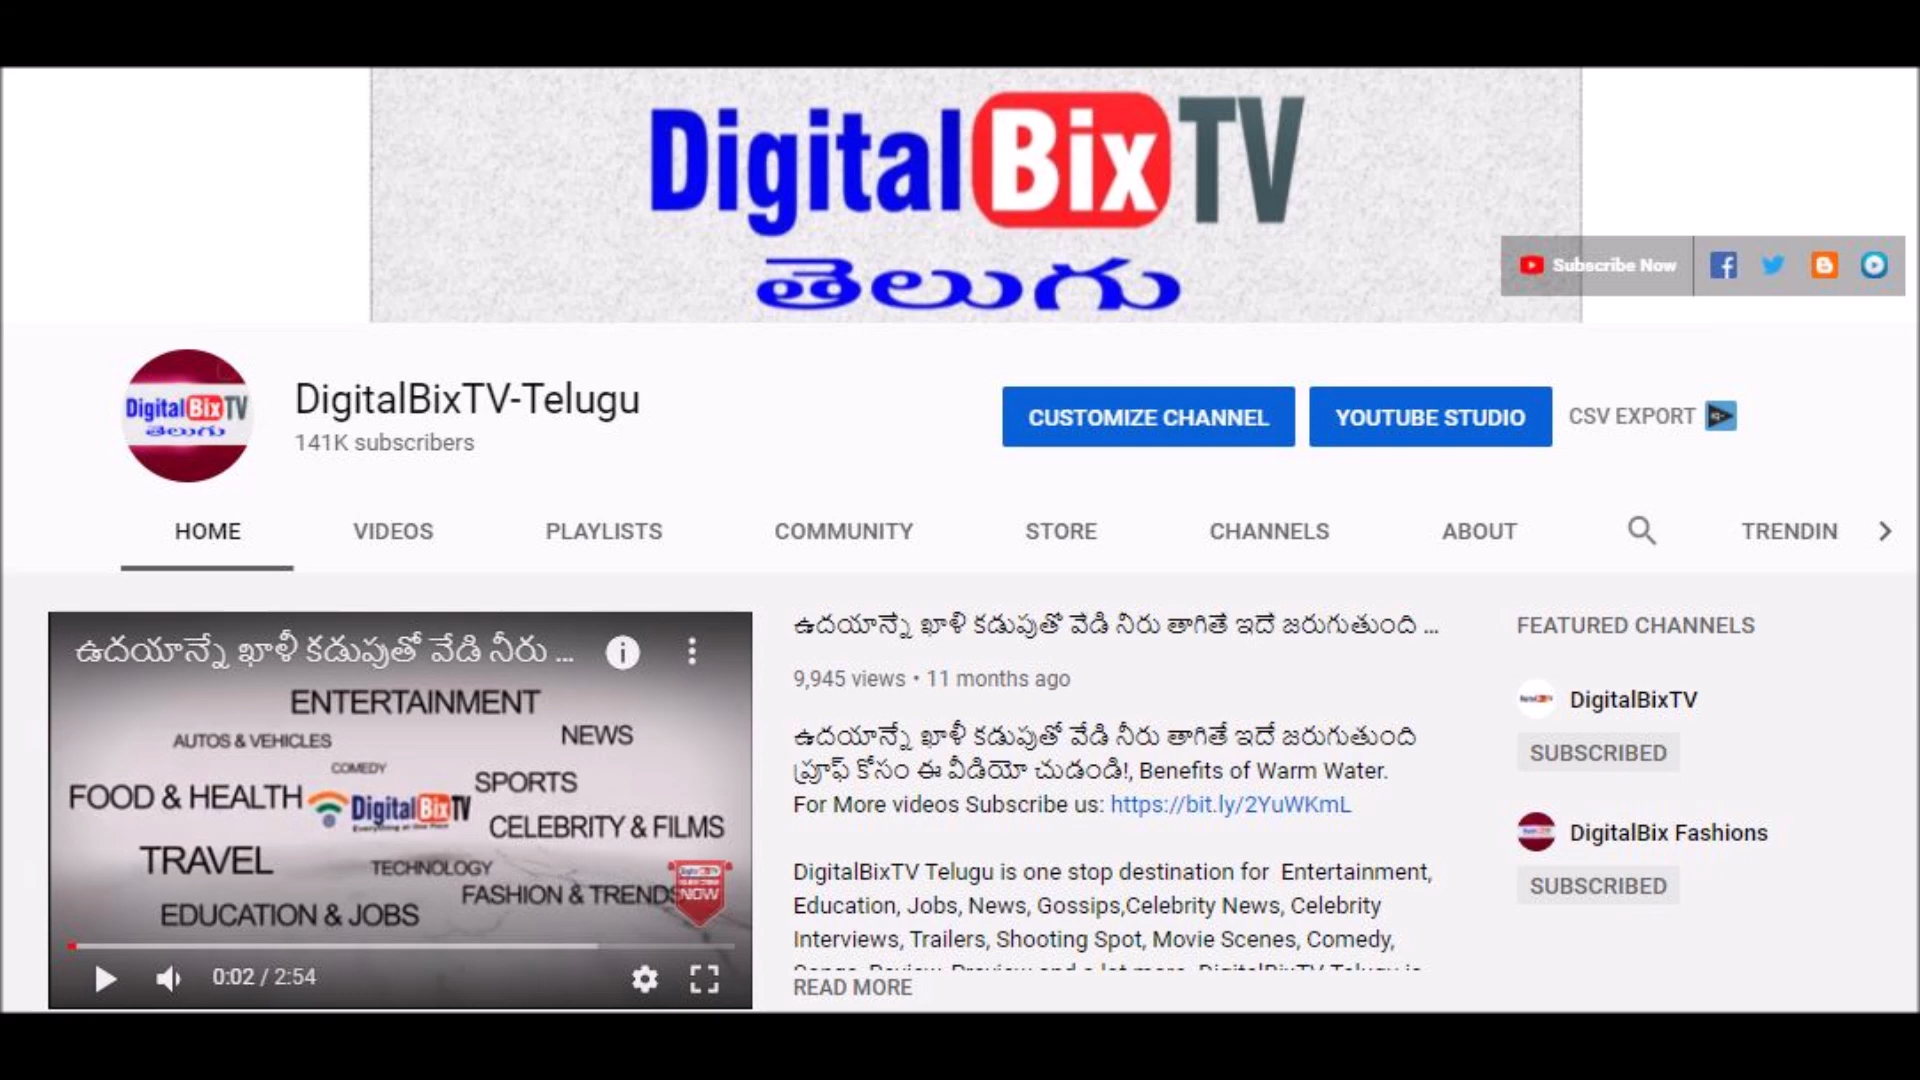 DigitalBixTV
తెలుగు
Subscribe Now
DigitalBixTV
తెలుగు
DigitalBixTV-Telugu
141K subscribers
CUSTOMIZE CHANNEL
YOUTUBE STUDIO
CSV EXPORT
HOME
VIDEOS
PLAYLISTS
COMMUNITY
STORE
CHANNELS
ABOUT
TRENDIN
ఉదయాన్నే ఖాళీ కడుపుతో వేడి నీరు ...
ENTERTAINMENT
AUTOS & VEHICLES
NEWS
COMEDY
SPORTS
FOOD & HEALTH
DigitalBixTV
Everything at One Place
CELEBRITY & FILMS
TRAVEL
TECHNOLOGY
FASHION & TRENDS
NOW
EDUCATION & JOBS
0:02 / 2:54
ఉదయాన్నే ఖాళీ కడుపుతో వేడి నీరు తాగితే ఇదే జరుగుతుంది ...
9,945 views • 11 months ago
ఉదయాన్నే ఖాళీ కడుపుతో వేడి నీరు తాగితే ఇదే జరుగుతుంది
ప్రూఫ్ కోసం ఈ వీడియో చుడండి!, Benefits of Warm Water.
For More videos Subscribe us: https://bit.ly/2YuWKmL
DigitalBixTV Telugu is one stop destination for Entertainment,
Education, Jobs, News, Gossips,Celebrity News, Celebrity
Interviews, Trailers, Shooting Spot, Movie Scenes, Comedy,
READ MORE
FEATURED CHANNELS
DigitalBixTV
SUBSCRIBED
DigitalBix Fashions
SUBSCRIBED